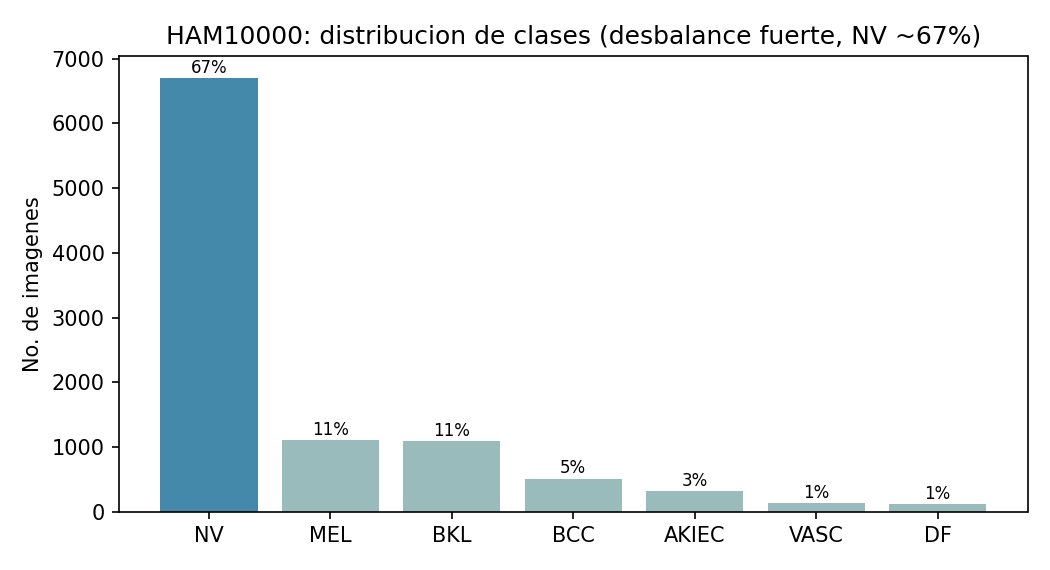 HAM10000: distribucion de clases (desbalance fuerte, NV ~67%)
No. de imagenes
7000
6000
5000
4000
3000
2000
1000
0
67%
11%
11%
5%
3%
1%
1%
NV
MEL
BKL
BCC
AKIEC
VASC
DF